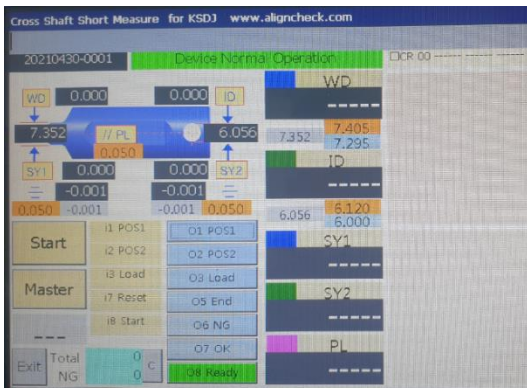 Cross Shaft Short Measure for KSDJ www.aligncheck.com
20210430-0001 Device Normal Operation □CR 00 ----- ----- -----
WD 0.000 0.000 ID
7.352 // PL 6.056
0.050
SY1 0.000 0.000 SY2
-0.001 -0.001
0.050 -0.001 -0.001 0.050
WD
-----
7.352 7.405
7.295
ID
-----
6.056 6.120
6.000
SY1
-----
SY2
-----
PL
-----
Start
Master
---
Exit
Total 0
NG 0
C
i1 POS1
i2 POS2
i3 Load
i7 Reset
i8 Start
O1 POS1
O2 POS2
O3 Load
O5 End
O6 NG
O7 OK
O8 Ready